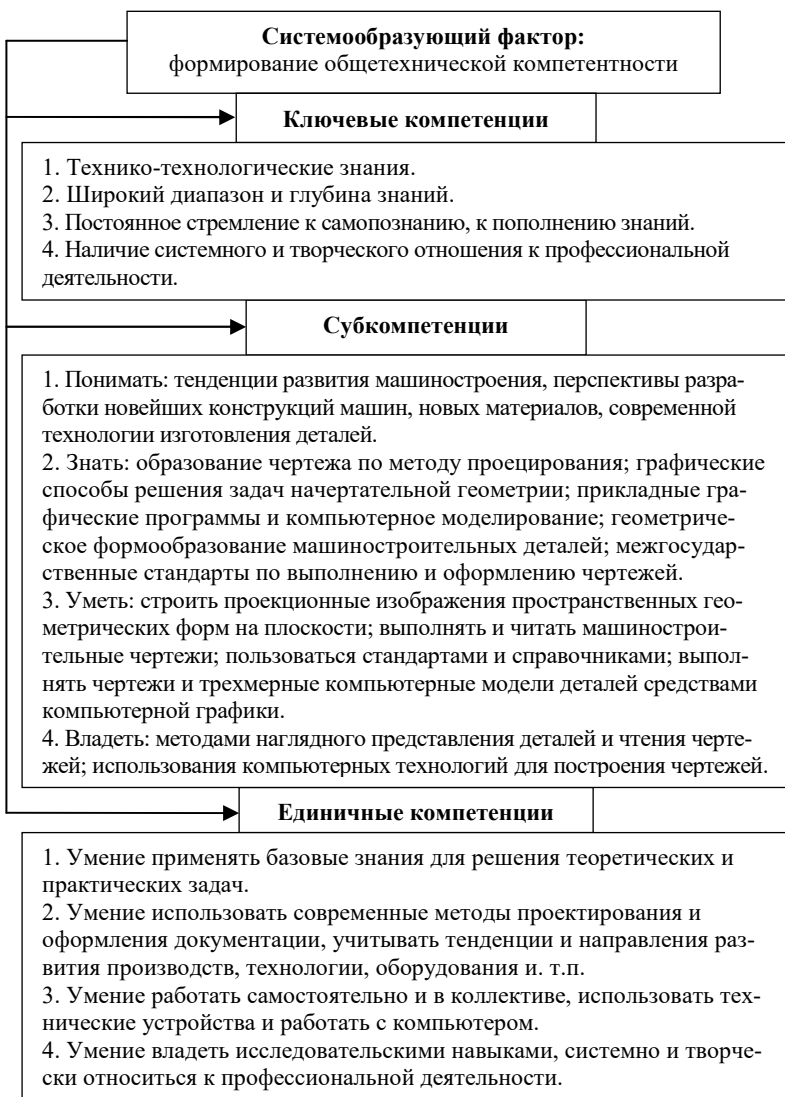 Системообразующий фактор:
формирование общетехнической компетентности
Ключевые компетенции
1. Технико-технологические знания.
2. Широкий диапазон и глубина знаний.
3. Постоянное стремление к самопознанию, к пополнению знаний.
4. Наличие системного и творческого отношения к профессиональной
деятельности.
Субкомпетенции
1. Понимать: тенденции развития машиностроения, перспективы разра-
ботки новейших конструкций машин, новых материалов, современной
технологии изготовления деталей.
2. Знать: образование чертежа по методу проецирования; графические
способы решения задач начертательной геометрии; прикладные гра-
фические программы и компьютерное моделирование; геометриче-
ское формообразование машиностроительных деталей; межгосудар-
ственные стандарты по выполнению и оформлению чертежей.
3. Уметь: строить проекционные изображения пространственных гео-
метрических форм на плоскости; выполнять и читать машинострои-
тельные чертежи; пользоваться стандартами и справочниками; выпол-
нять чертежи и трехмерные компьютерные модели деталей средствами
компьютерной графики.
4. Владеть: методами наглядного представления деталей и чтения черте-
жей; использования компьютерных технологий для построения чертежей.
Единичные компетенции
1. Умение применять базовые знания для решения теоретических и
практических задач.
2. Умение использовать современные методы проектирования и
оформления документации, учитывать тенденции и направления раз-
вития производств, технологии, оборудования и. т.п.
3. Умение работать самостоятельно и в коллективе, использовать тех-
нические устройства и работать с компьютером.
4. Умение владеть исследовательскими навыками, системно и творче-
ски относиться к профессиональной деятельности.